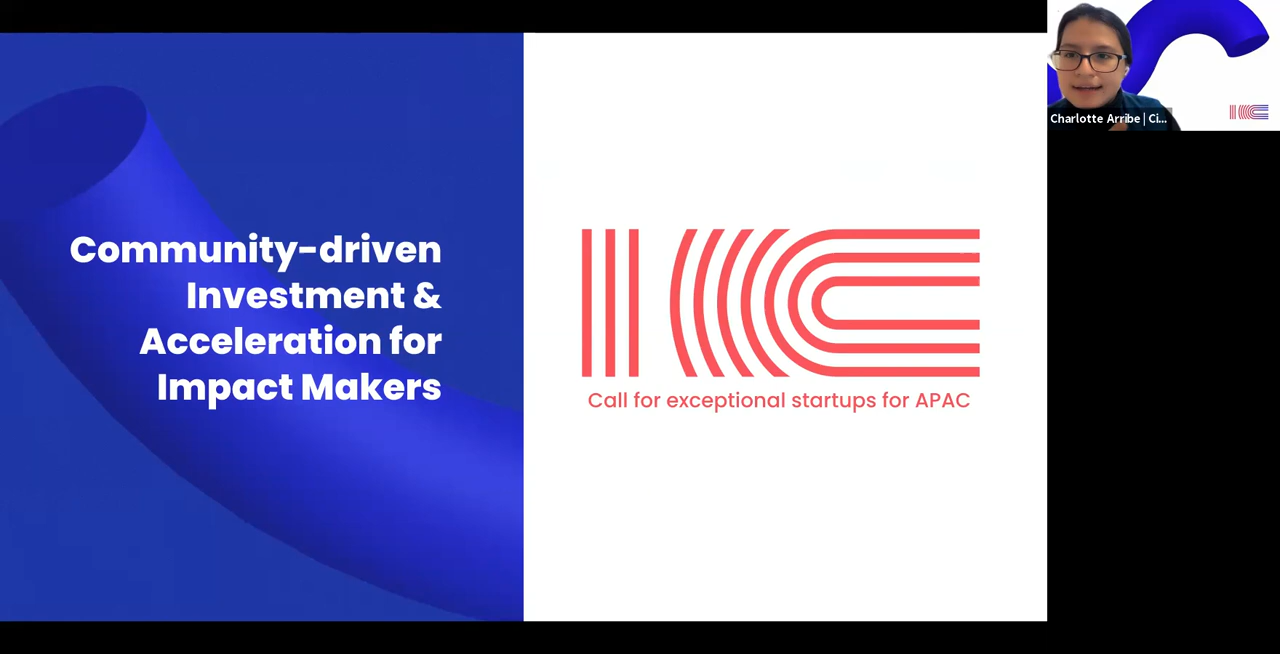 Community-driven
Investment &
Acceleration for
Impact Makers
Call for exceptional startups for APAC
Charlotte Arribe | Ci...